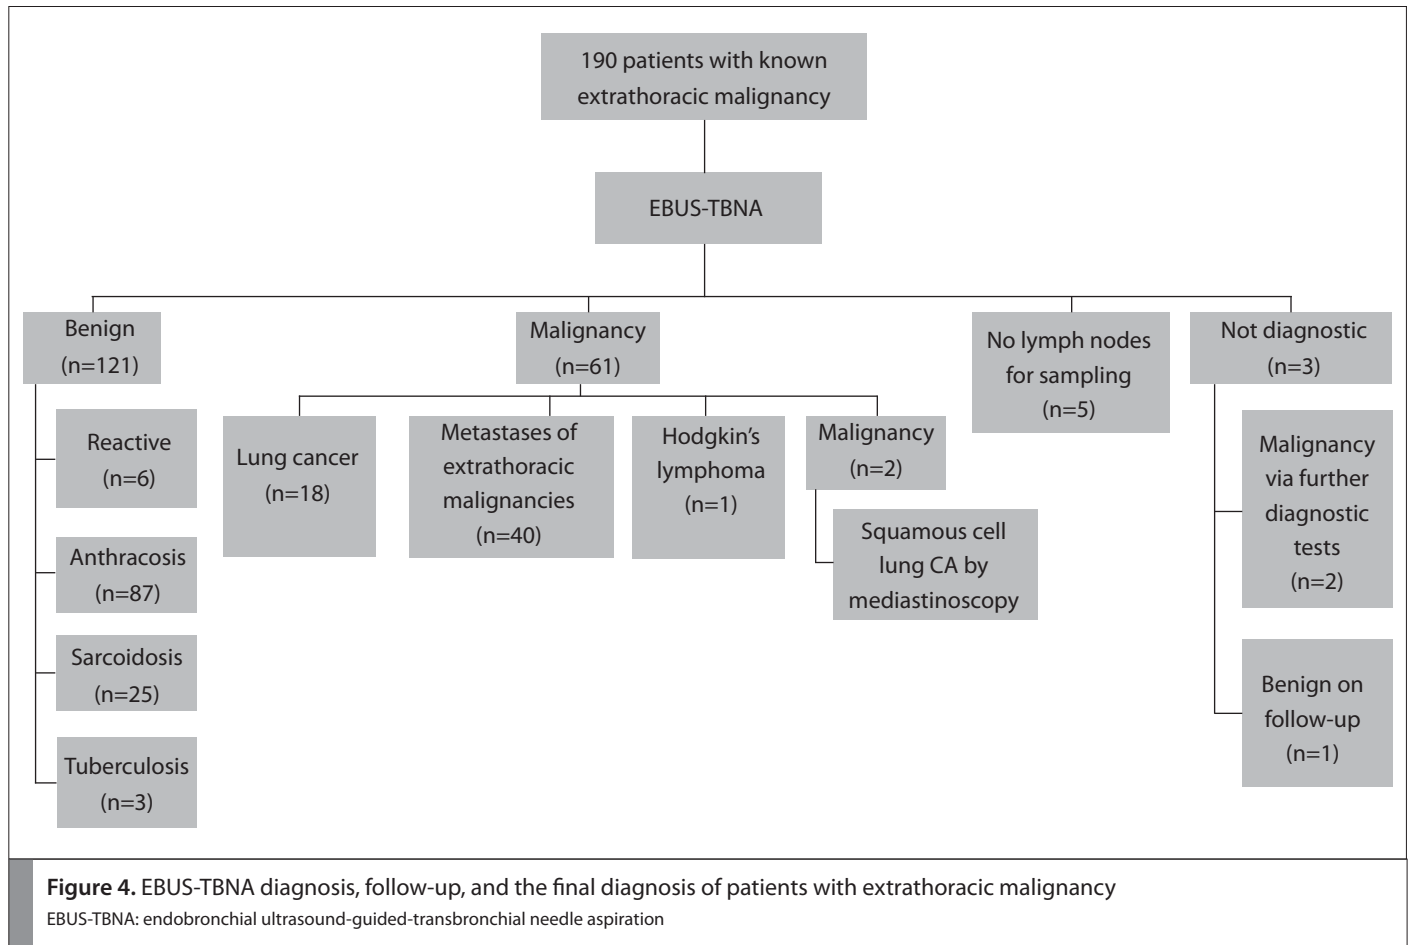 190 patients with known
extrathoracic malignancy
EBUS-TBNA
Benign
(n=121)
Reactive
(n=6)
Anthracosis
(n=87)
Sarcoidosis
(n=25)
Tuberculosis
(n=3)
Malignancy
(n=61)
Lung cancer
(n=18)
Metastases of
extrathoracic
malignancies
(n=40)
Hodgkin's
lymphoma
(n=1)
Malignancy
(n=2)
Squamous cell
lung CA by
mediastinoscopy
No lymph nodes
for sampling
(n=5)
Not diagnostic
(n=3)
Malignancy
via further
diagnostic
tests
(n=2)
Benign on
follow-up
(n=1)
Figure 4. EBUS-TBNA diagnosis, follow-up, and the final diagnosis of patients with extrathoracic malignancy
EBUS-TBNA: endobronchial ultrasound-guided-transbronchial needle aspiration